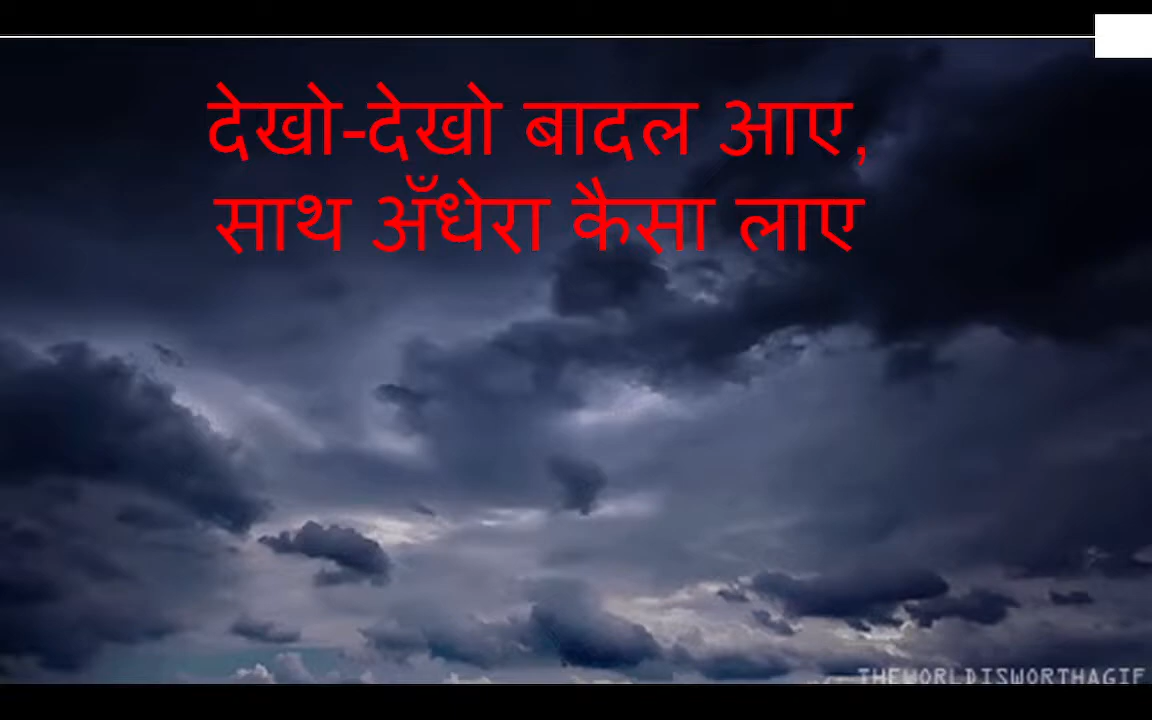 देखो-देखो बादल आए,
साथ अँधेरा कैसा लाए
THEWORLDISWORTHAGIF